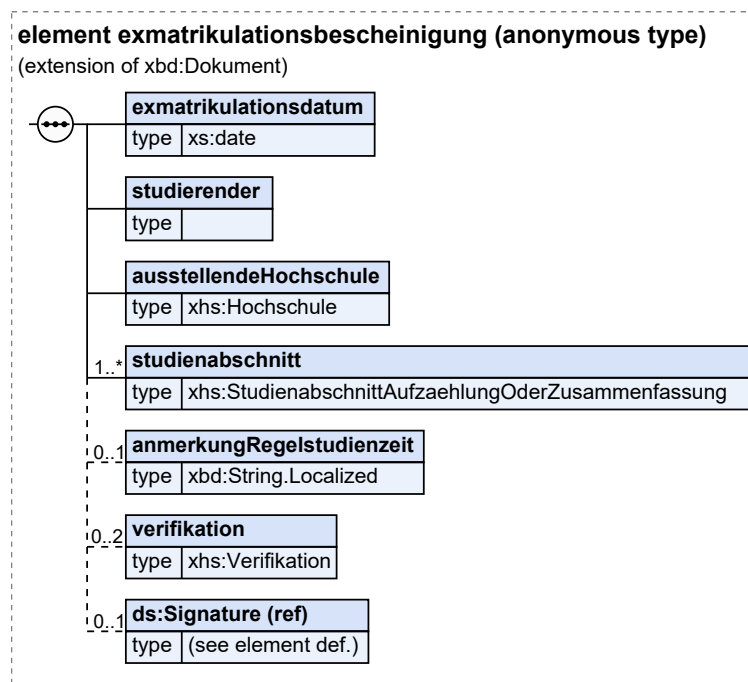 element exmatrikulationsbescheinigung (anonymous type)
(extension of xbd:Dokument)
exmatrikulationsdatum
type xs:date
studierender
type
ausstellendeHochschule
type xhs:Hochschule
1..* studienabschnitt
type xhs:StudienabschnittAufzaehlungOderZusammenfassung
0..1 anmerkungRegelstudienzeit
type xbd:String.Localized
0..2 verifikation
type xhs:Verifikation
0..1 ds:Signature (ref)
type (see element def.)